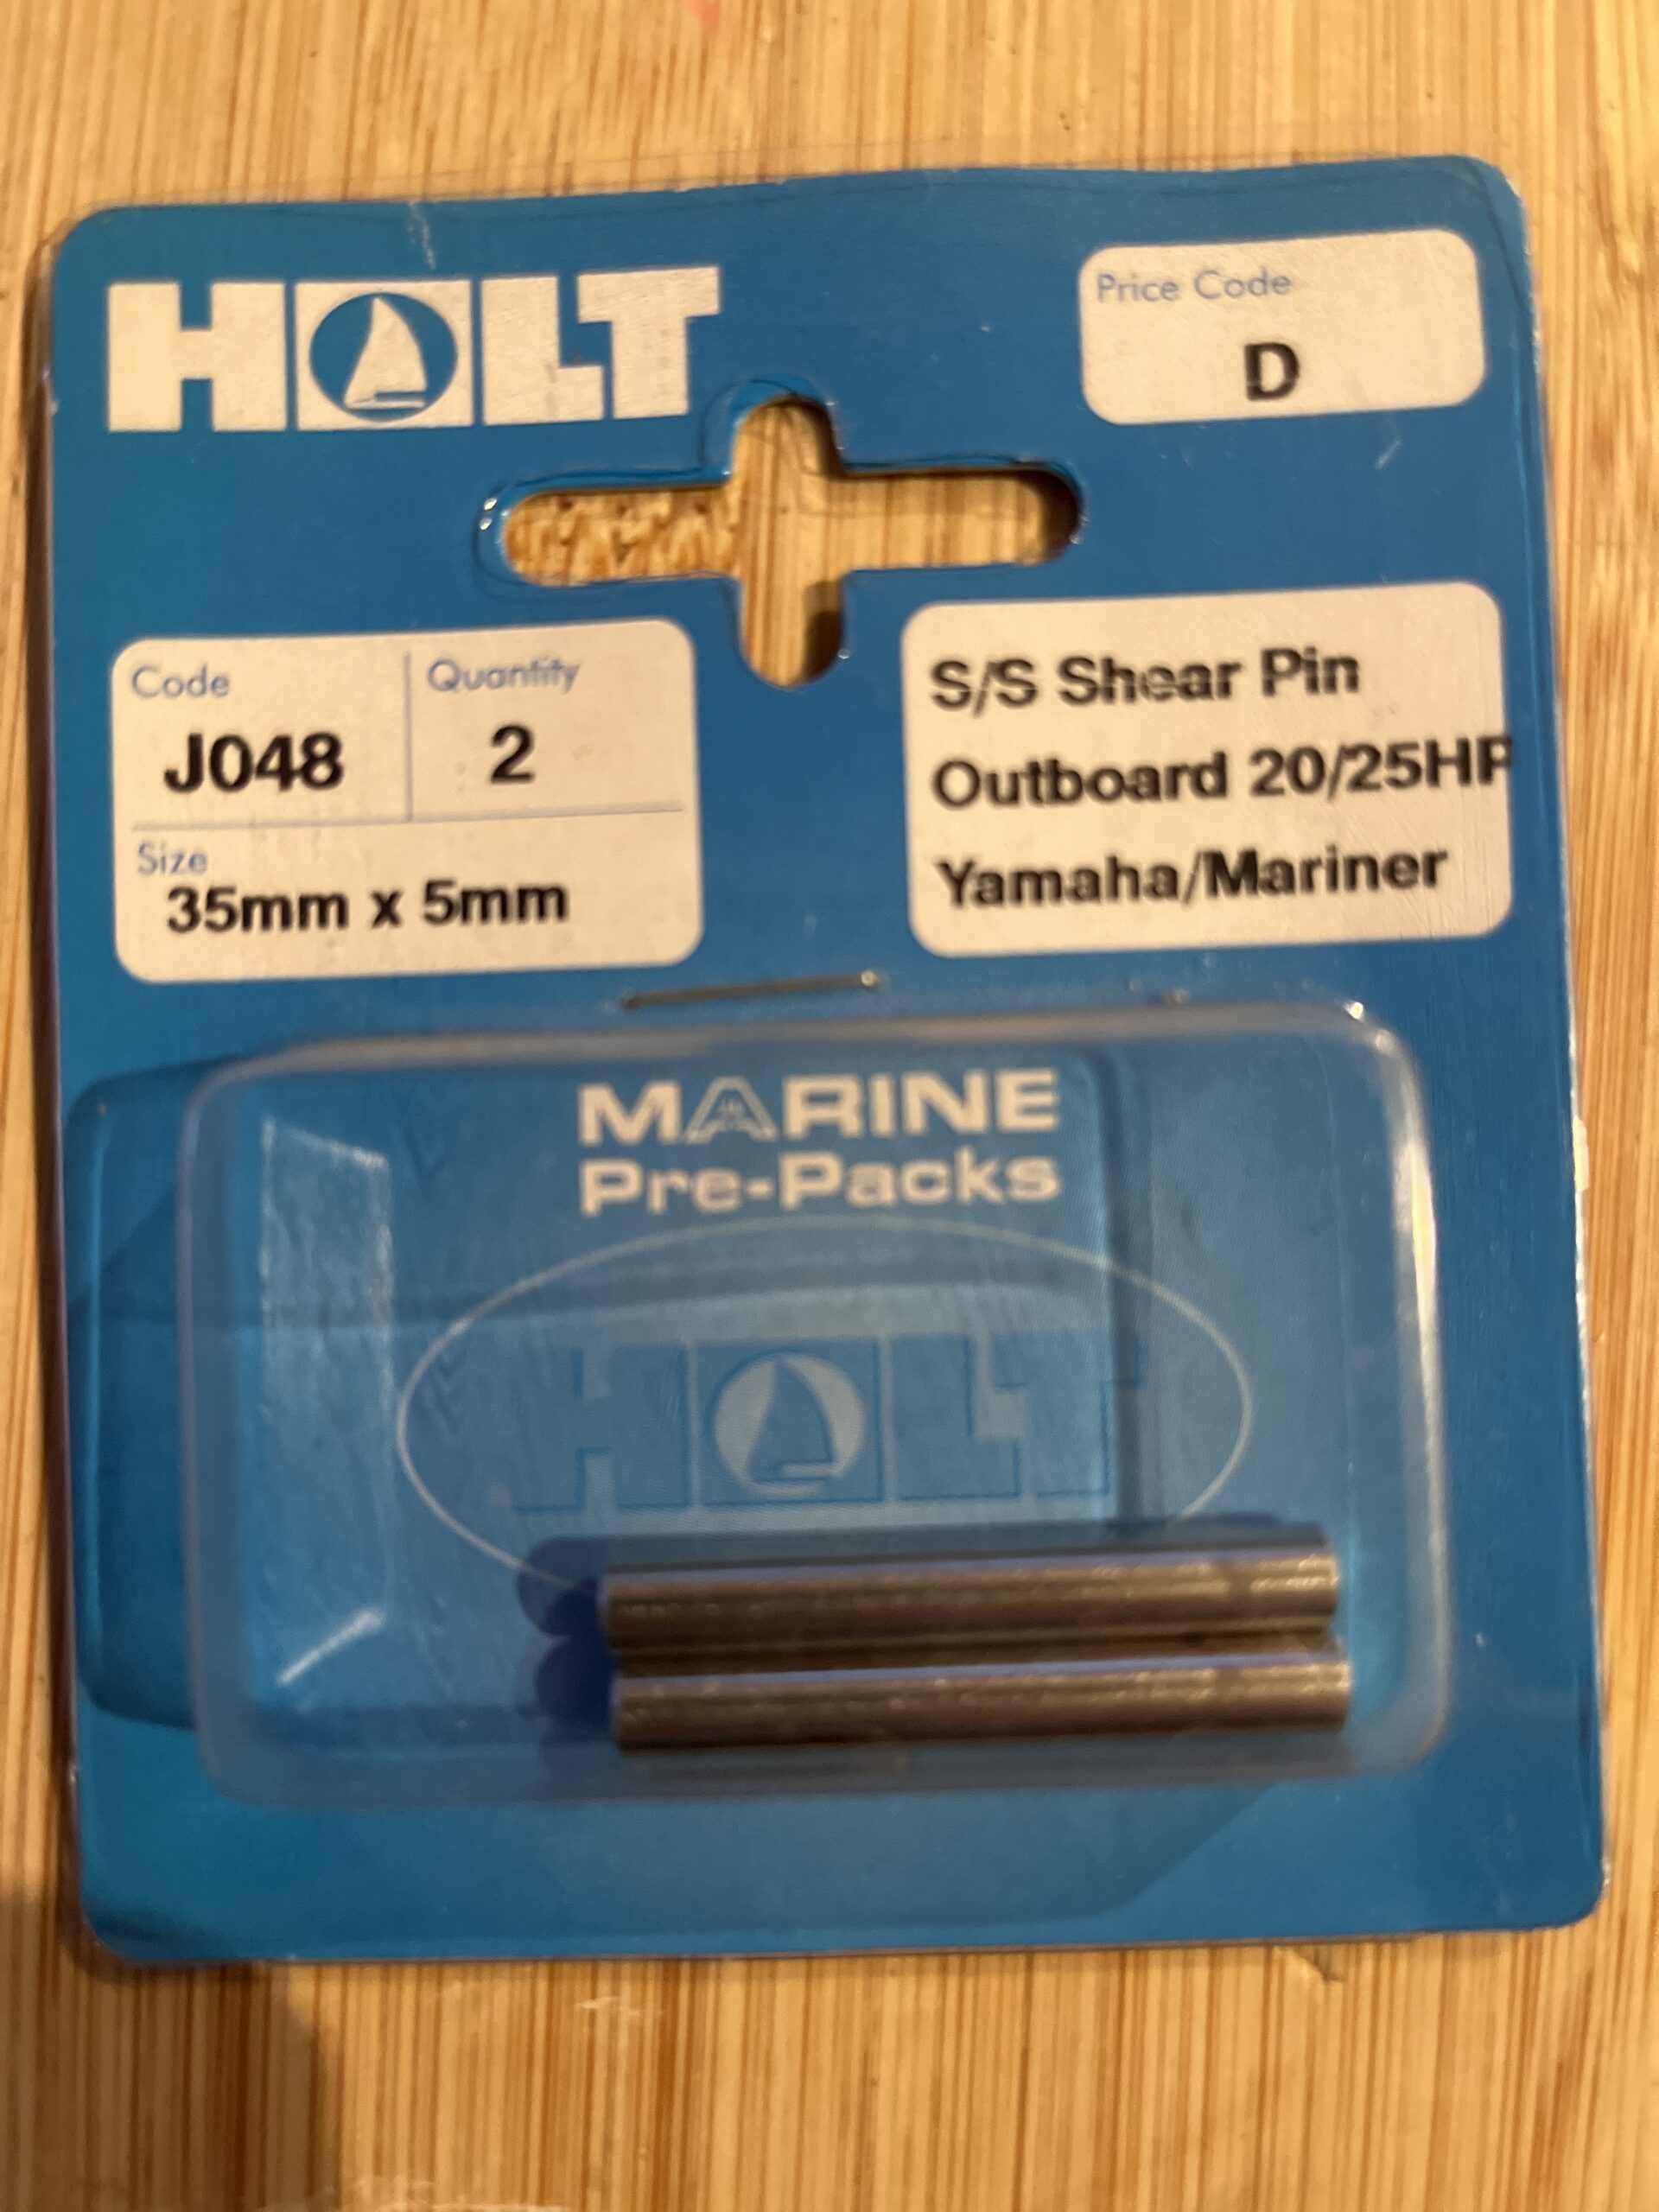 HOLT
Price Code
D
Code
J048
Quantity
2
Size
35mm x 5mm
S/S Shear Pin
Outboard 20/25HP
Yamaha/Mariner
MARINE
Pre-Packs
HOLT